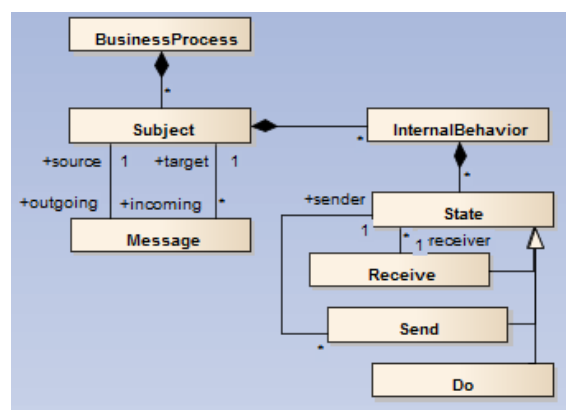 BusinessProcess
*
Subject
InternalBehavior
*
+source 1 +target 1
*
+outgoing +incoming *
+sender
State
Message
1 * 1 receiver
Receive
Send
*
Do